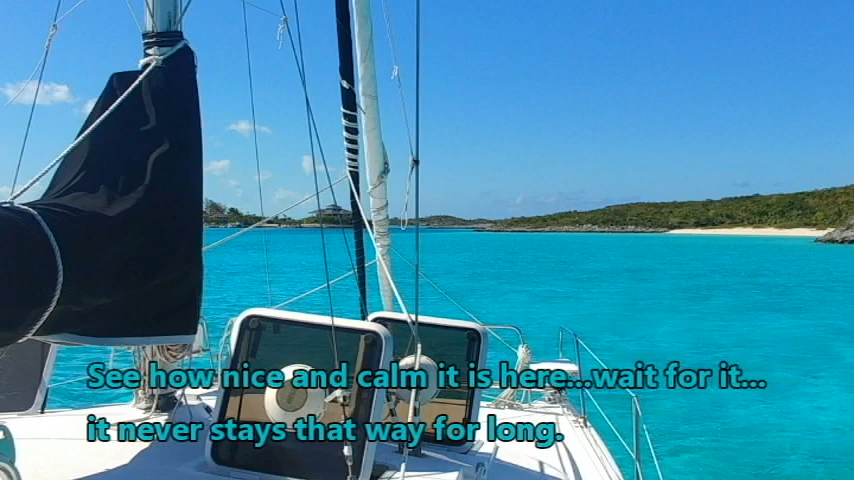 See how nice and calm it is here...wait for it...
it never stays that way for long.